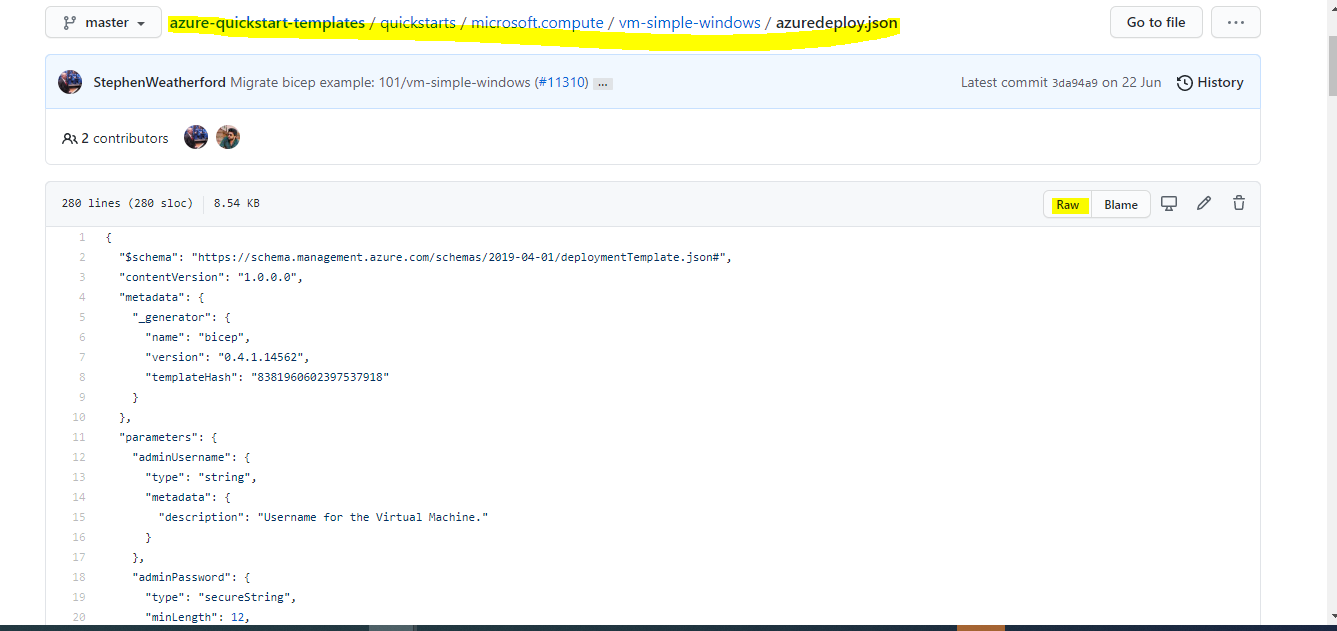 master azure-quickstart-templates / quickstarts / microsoft.compute / vm-simple-windows / azuredeploy.json Go to file ...
StephenWeatherford Migrate bicep example: 101/vm-simple-windows (#11310) ... Latest commit 3da94a9 on 22 Jun History
2 contributors
280 lines (280 sloc) 8.54 KB Raw Blame
1 {
2 "$schema": "https://schema.management.azure.com/schemas/2019-04-01/deploymentTemplate.json#",
3 "contentVersion": "1.0.0.0",
4 "metadata": {
5 "_generator": {
6 "name": "bicep",
7 "version": "0.4.1.14562",
8 "templateHash": "8381960602397537918"
9 }
10 },
11 "parameters": {
12 "adminUsername": {
13 "type": "string",
14 "metadata": {
15 "description": "Username for the Virtual Machine."
16 }
17 },
18 "adminPassword": {
19 "type": "secureString",
20 "minLength": 12,